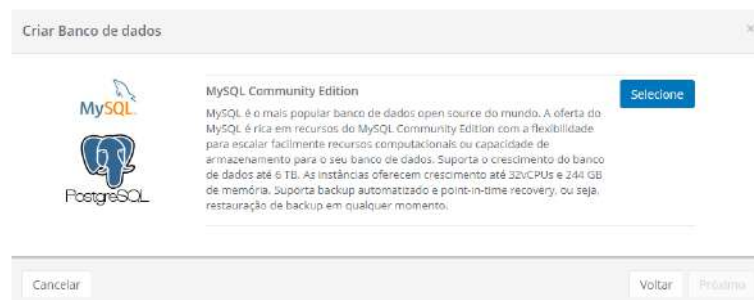 Criar Banco de dados
×
MySQL
PostgreSQL
MySQL Community Edition
Selecione
MySQL é o mais popular banco de dados open source do mundo. A oferta do
MySQL é rica em recursos do MySQL Community Edition com a flexibilidade
para escalar facilmente recursos computacionais ou capacidade de
armazenamento para o seu banco de dados. Suporta o crescimento do banco
de dados até 6 TB. As instâncias oferecem crescimento até 32vCPUs e 244 GB
de memória. Suporta backup automatizado e point-in-time recovery, ou seja,
restauração de backup em qualquer momento.
Cancelar
Voltar
Próxima